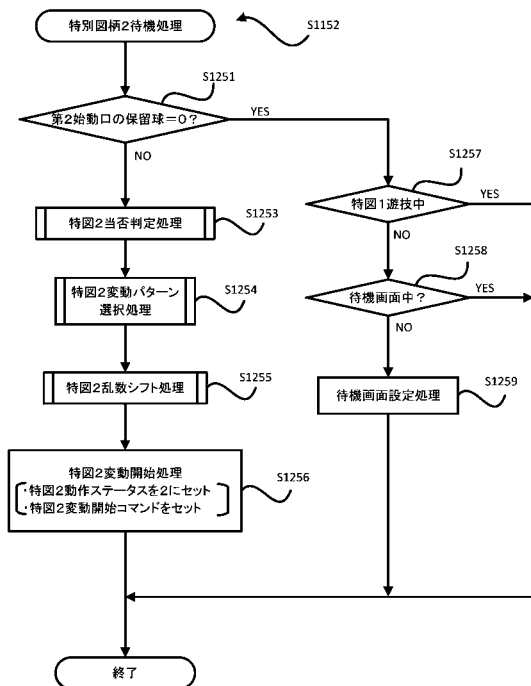 特別図柄2待機処理
S1152
S1251
第2始動口の保留球＝0？
YES
NO
S1257
特図1遊技中
YES
NO
S1253
特図2当否判定処理
S1258
待機画面中？
YES
NO
特図2変動パターン
選択処理
S1254
特図2乱数シフト処理
S1255
待機画面設定処理
S1259
特図2変動開始処理
・特図2動作ステータスを2にセット
・特図2変動開始コマンドをセット
S1256
終了